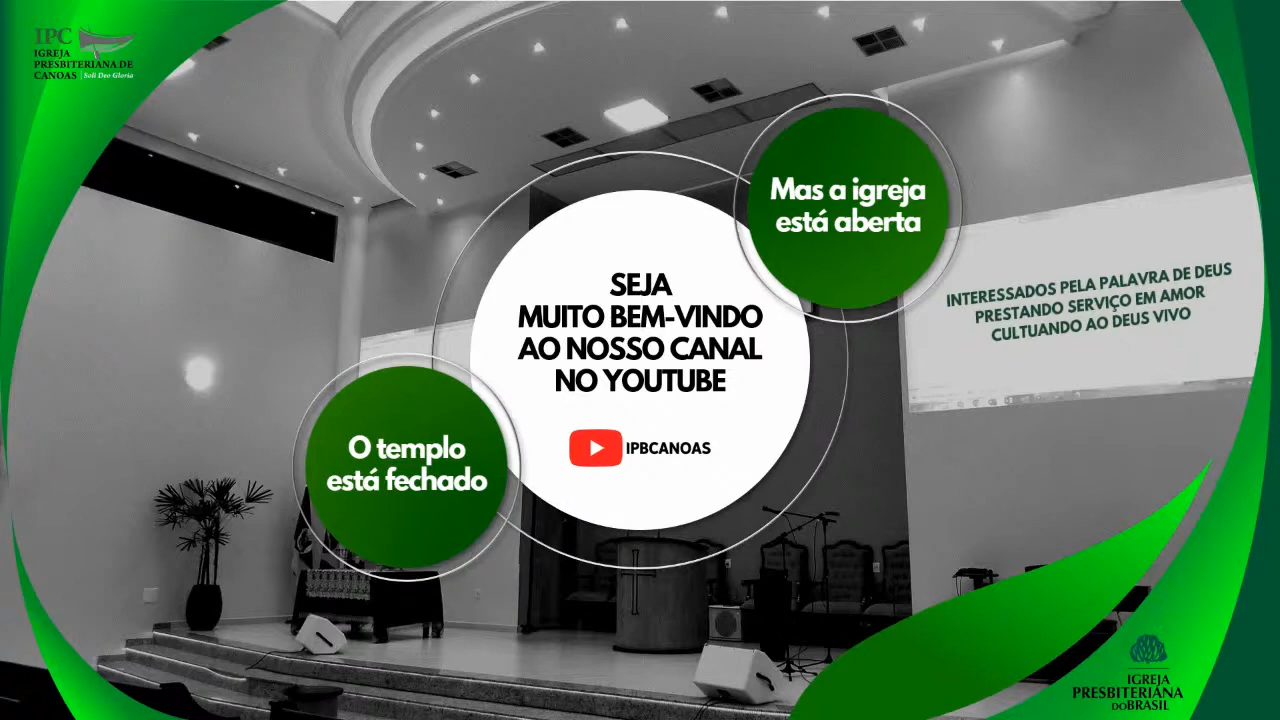 IPC
IGREJA
PRESBITERIANA DE
CANOAS | Soli Deo Gloria
Mas a igreja
está aberta
SEJA
MUITO BEM-VINDO
AO NOSSO CANAL
NO YOUTUBE
IPBCANOAS
INTERESSADOS PELA PALAVRA DE DEUS
PRESTANDO SERVIÇO EM AMOR
CULTUANDO AO DEUS VIVO
O templo
está fechado
IGREJA
PRESBITERIANA
DO BRASIL